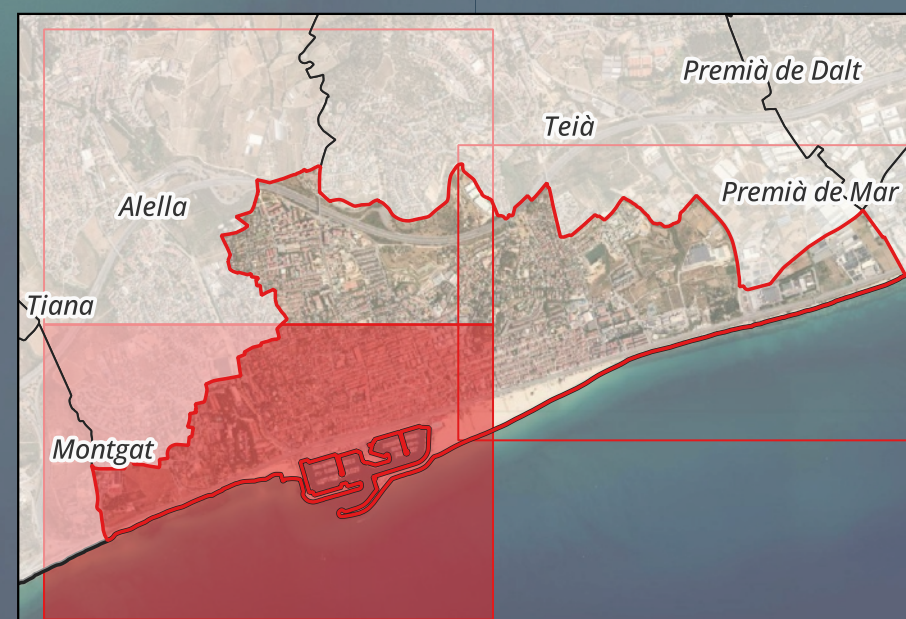 Premià de Dalt
Teià
Premià de Mar
Alella
Tiana
Montgat